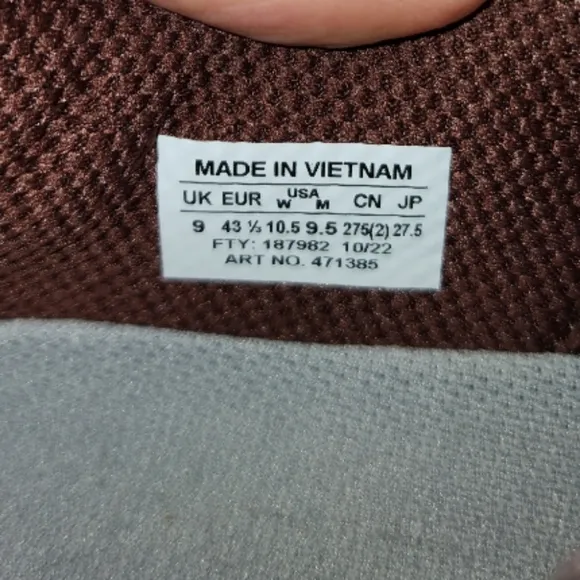 MADE IN VIETNAM
UK EUR USA W M CN JP
9 43 ⅓ 10.5 9.5 275(2) 27.5
FTY: 187982 10/22
ART NO. 471385